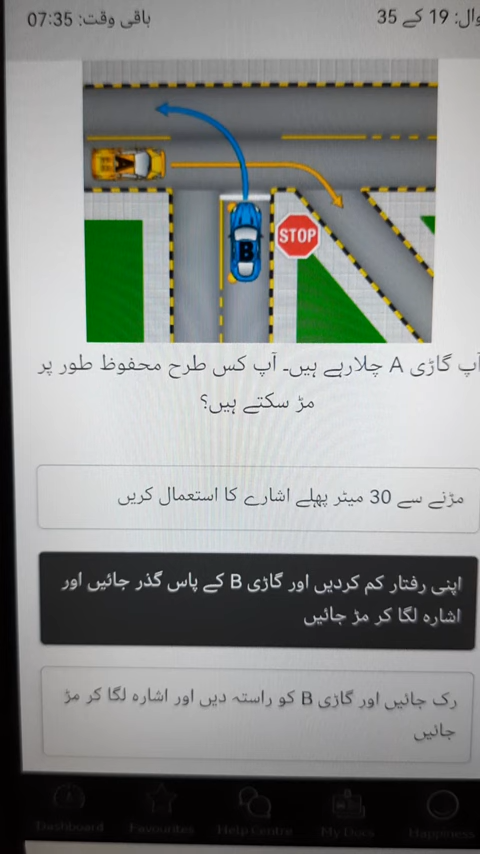 وال: 19 کے 35
باقی وقت: 07:35
STOP
B
آپ گاڑی A چلارہے ہیں۔ آپ کس طرح محفوظ طور پر
مڑ سکتے ہیں؟
مڑنے سے 30 میٹر پہلے اشارے کا استعمال کریں
اپنی رفتار کم کردیں اور گاڑی B کے پاس گذر جائیں اور
اشارہ لگا کر مڑ جائیں
رک جائیں اور گاڑی B کو راستہ دیں اور اشارہ لگا کر مڑ
جائیں
Dashboard
Favourites
Help Centre
My Docs
Happiness